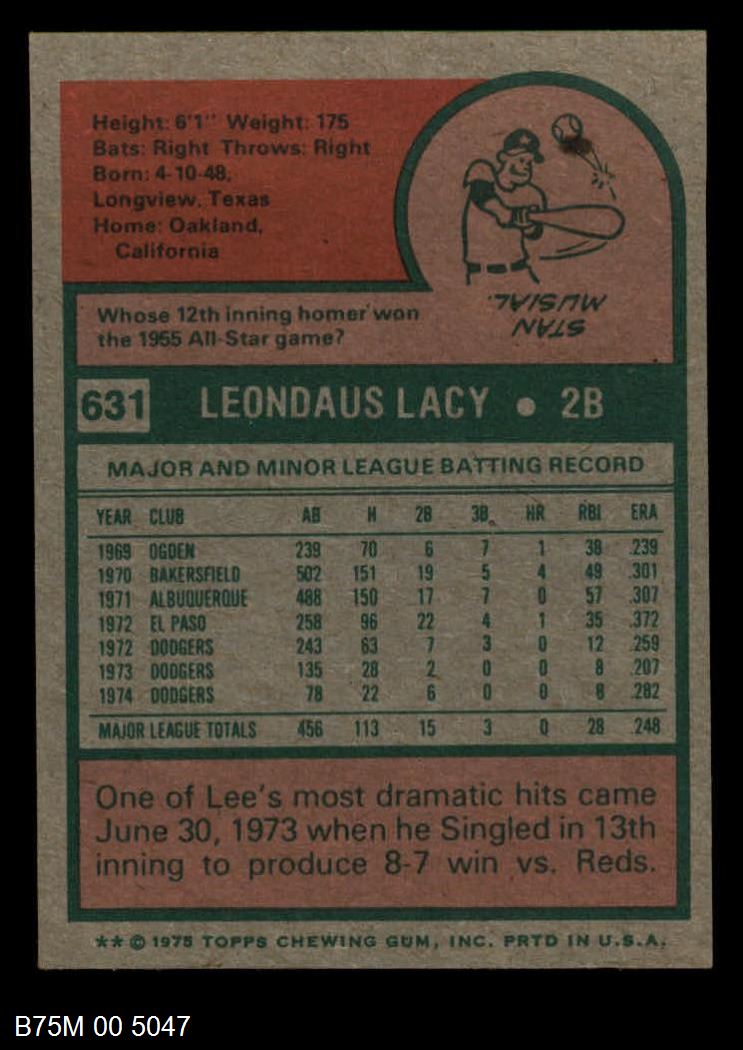 Height: 6'1" Weight: 175
Bats: Right Throws: Right
Born: 4-10-48,
Longview, Texas
Home: Oakland,
California
Whose 12th inning homer won
the 1955 All-Star game?
STAN
MUSIAL.
631 LEONDAUS LACY • 2B
MAJOR AND MINOR LEAGUE BATTING RECORD
YEAR CLUB AB H 2B 3B HR RBI ERA
1969 OGDEN 239 70 6 7 1 38 .239
1970 BAKERSFIELD 502 151 19 5 4 49 .301
1971 ALBUQUERQUE 488 150 17 7 0 57 .307
1972 EL PASO 258 96 22 4 1 35 .372
1972 DODGERS 243 63 7 3 0 12 .259
1973 DODGERS 135 28 2 0 0 8 .207
1974 DODGERS 78 22 6 0 0 8 .282
MAJOR LEAGUE TOTALS 456 113 15 3 0 28 .248
One of Lee's most dramatic hits came
June 30, 1973 when he Singled in 13th
inning to produce 8-7 win vs. Reds.
** © 1975 TOPPS CHEWING GUM, INC. PRTD IN U.S.A.
B75M 00 5047